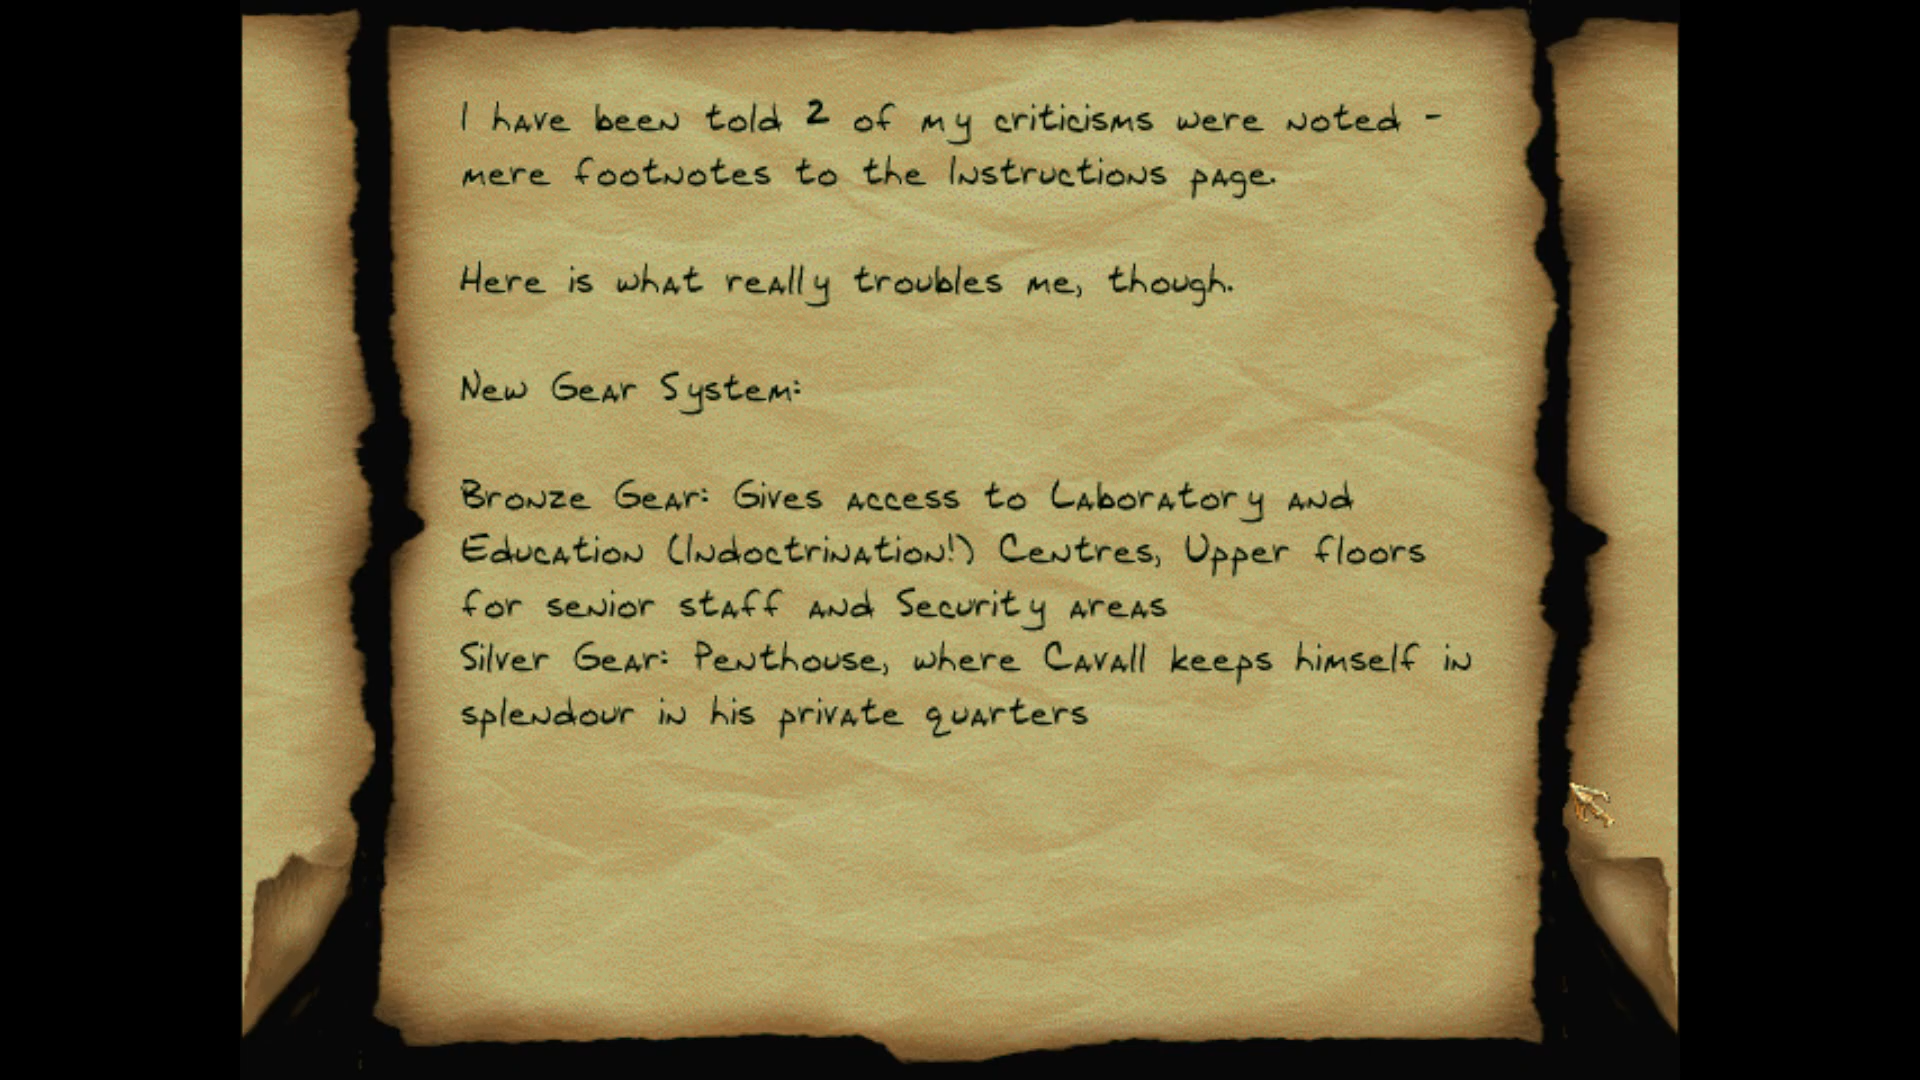 I have been told 2 of my criticisms were noted -
mere footnotes to the Instructions page.
Here is what really troubles me, though.
New Gear System:
Bronze Gear: Gives access to Laboratory and
Education (Indoctrination!) Centres, Upper floors
for senior staff and Security areas
Silver Gear: Penthouse, where Cavall keeps himself in
splendour in his private quarters